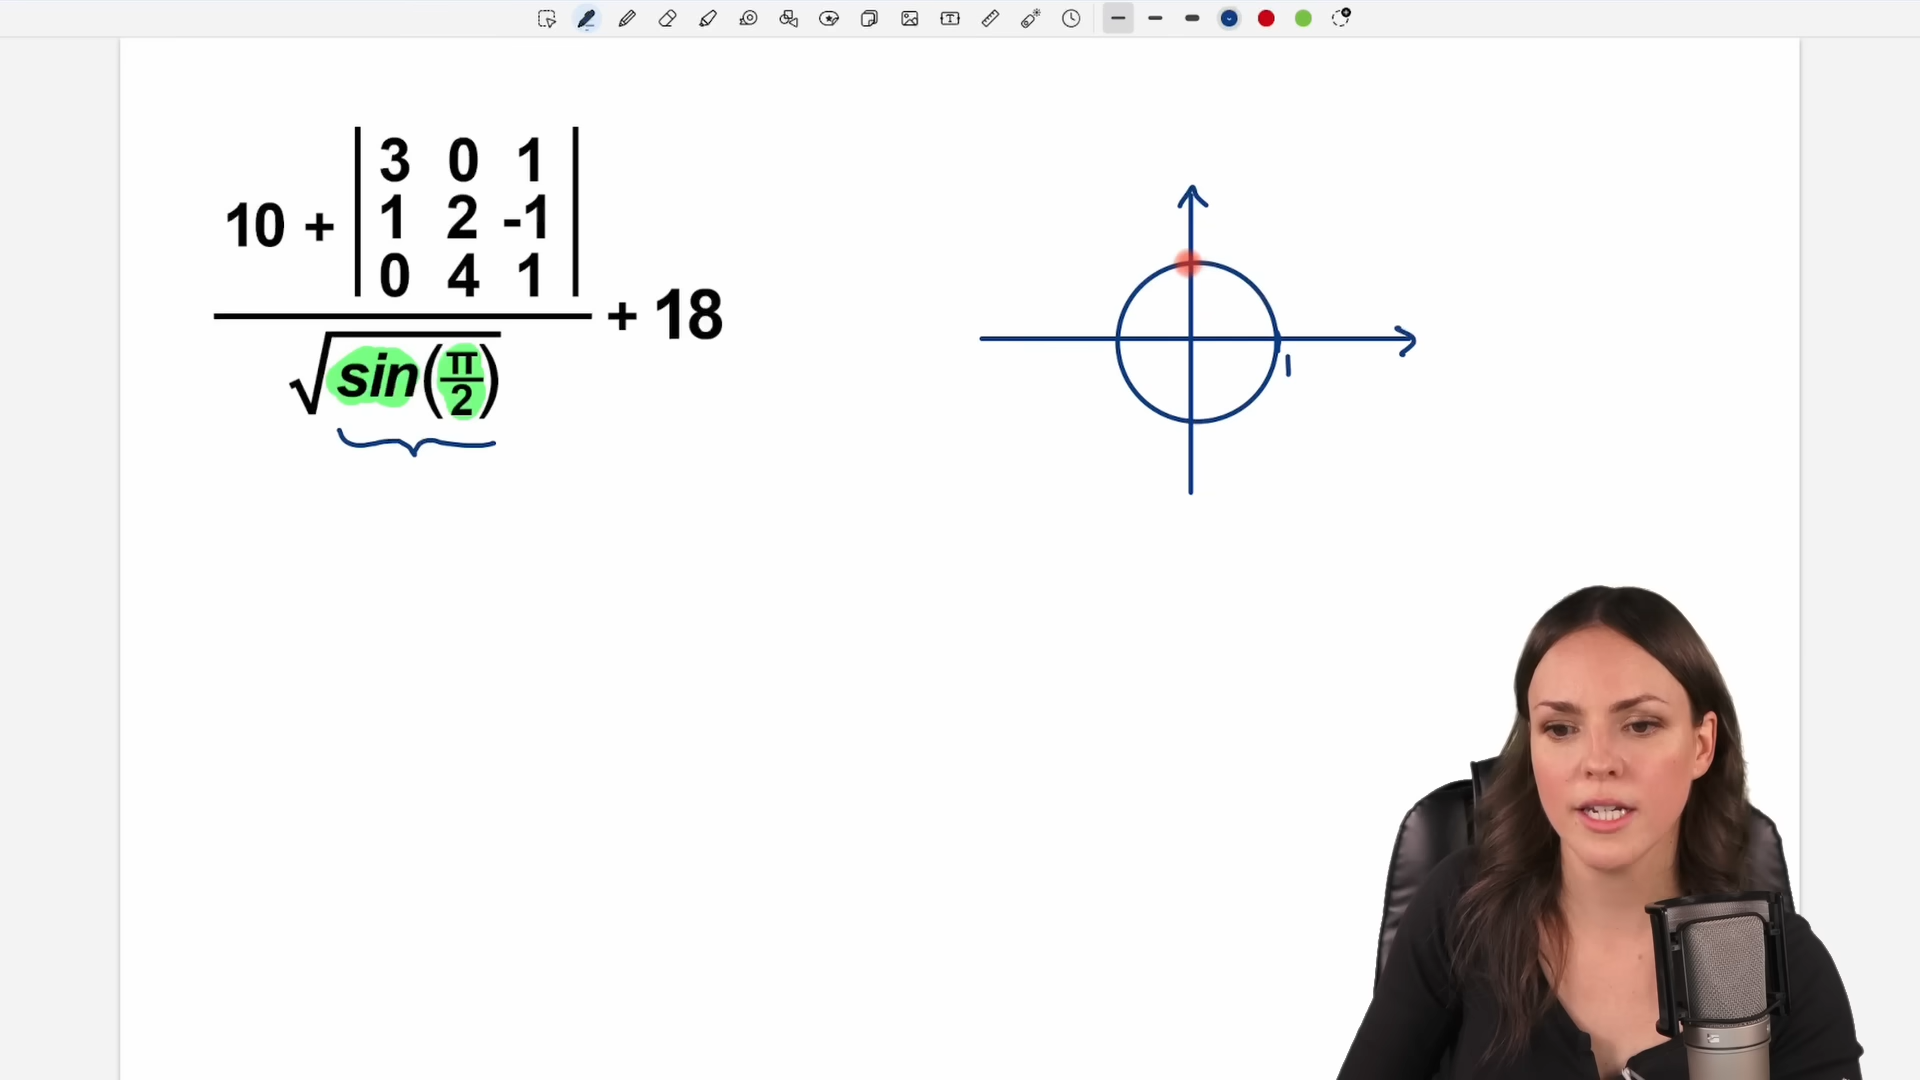 10 + | 3 0 1 |
| 1 2 -1 |
| 0 4 1 |
√sin(π/2)
+ 18
1